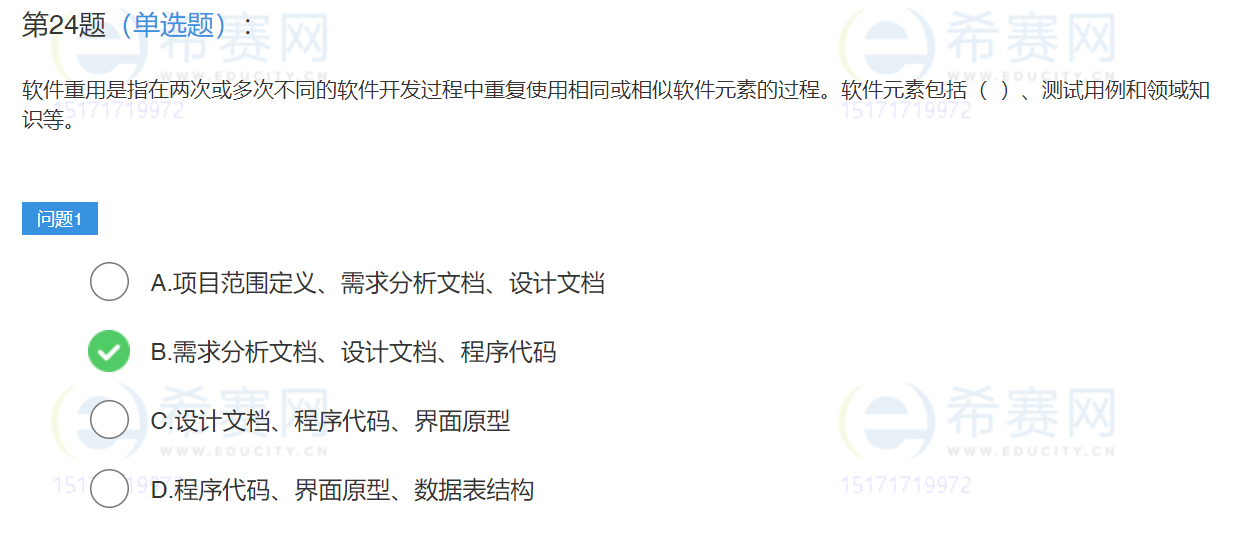 第24题（单选题）：
软件重用是指在两次或多次不同的软件开发过程中重复使用相同或相似软件元素的过程。软件元素包括（ ）、测试用例和领域知
识等。
问题1
A.项目范围定义、需求分析文档、设计文档
B.需求分析文档、设计文档、程序代码
C.设计文档、程序代码、界面原型
D.程序代码、界面原型、数据表结构
希赛网
WWW.EDUCITY.CN
15171719972
希赛网
WWW.EDUCITY.CN
15171719972
希赛网
WWW.EDUCITY.CN
15171719972
希赛网
WWW.EDUCITY.CN
15171719972